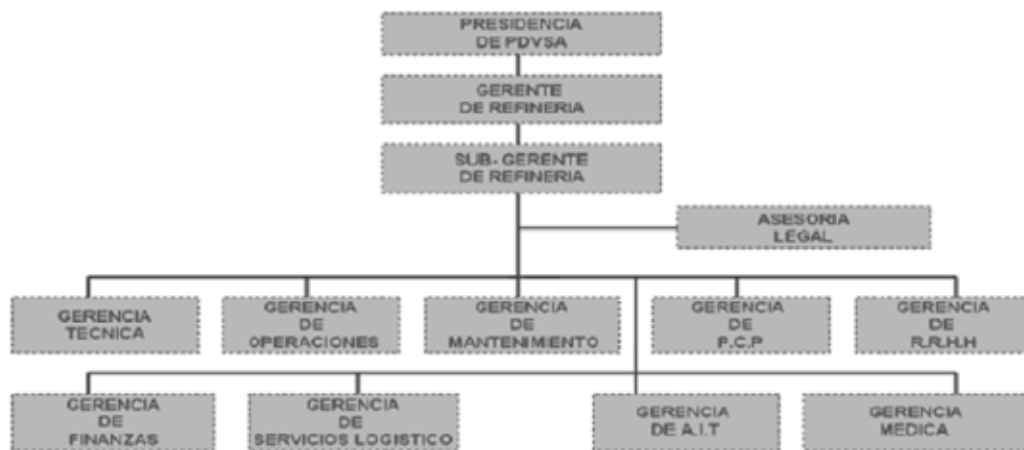 PRESIDENCIA
DE PDVSA
GERENTE
DE REFINERIA
SUB- GERENTE
DE REFINERIA
ASESORIA
LEGAL
GERENCIA
TECNICA
GERENCIA
DE
OPERACIONES
GERENCIA
DE
MANTENIMIENTO
GERENCIA
DE
P.C.P
GERENCIA
DE
R.R.H.H
GERENCIA
DE
FINANZAS
GERENCIA
DE
SERVICIOS LOGISTICO
GERENCIA
DE A.I.T
GERENCIA
MEDICA